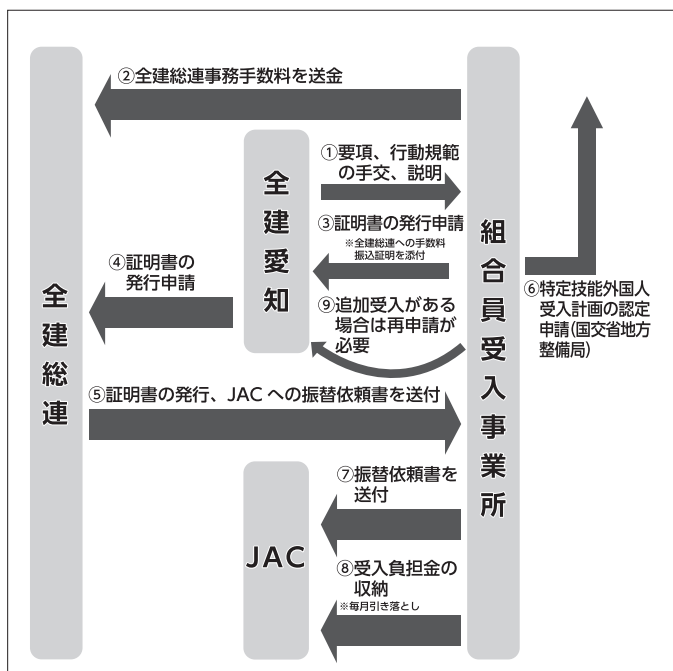 ②全建総連事務手数料を送金
①要項、行動規範
の手交、説明
全建愛知
③証明書の発行申請
※全建総連への手数料
振込証明を添付
④証明書の
発行申請
⑨追加受入がある
場合は再申請が
必要
組合員受入事業所
⑥特定技能外国人
受入計画の認定
申請(国交省地方
整備局)
全建総連
⑤証明書の発行、JACへの振替依頼書を送付
⑦振替依頼書を
送付
JAC
⑧受入負担金の
収納
※毎月引き落とし